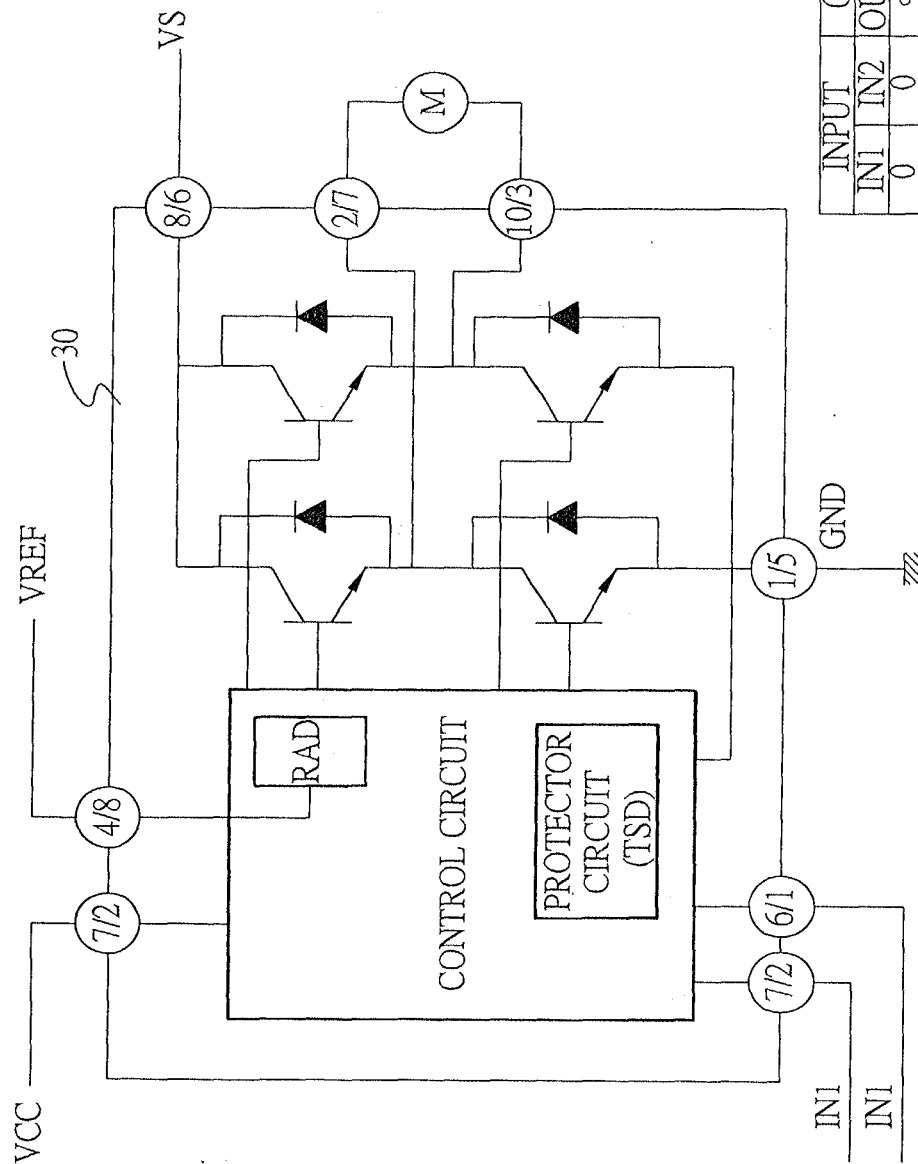 VCC
VREF
30
VS
7/2
4/8
8/6
RAD
CONTROL CIRCUIT
PROTECTOR
CIRCUIT
(TSD)
2/7
M
10/3
7/2
6/1
1/5
GND
IN1
IN1
INPUT
IN1 IN2
0 0